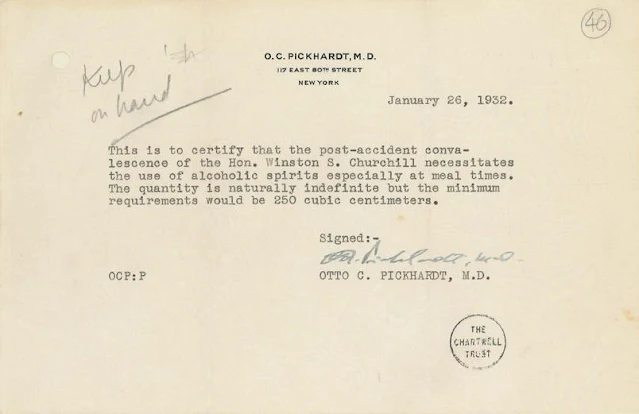 46
Keep
on hand
O. C. PICKHARDT, M. D.
117 EAST 80TH STREET
NEW YORK
January 26, 1932.
This is to certify that the post-accident conva-
lescence of the Hon. Winston S. Churchill necessitates
the use of alcoholic spirits especially at meal times.
The quantity is naturally indefinite but the minimum
requirements would be 250 cubic centimeters.
Signed:-
OCP:P
OTTO C. PICKHARDT, M.D.
THE
CHARTWELL
TRUST